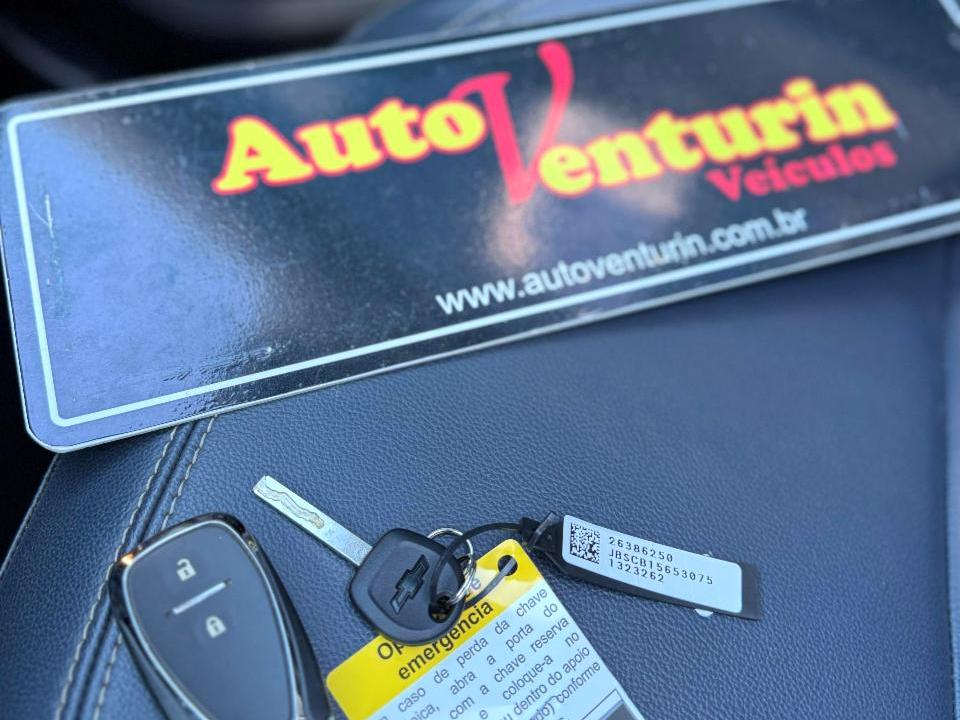 AutoVenturin
Veículos
www.autoventurin.com.br
26386250
JBSCB15653075
1323262
emergência
caso de perda da chave
abra a porta do
com a chave reserva
e coloque-a no
dentro do apoio
conforme